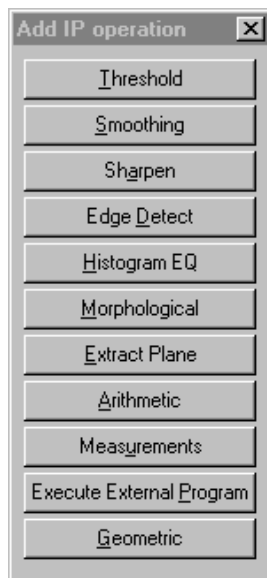 Add IP operation
Threshold
Smoothing
Sharpen
Edge Detect
Histogram EQ
Morphological
Extract Plane
Arithmetic
Measurements
Execute External Program
Geometric